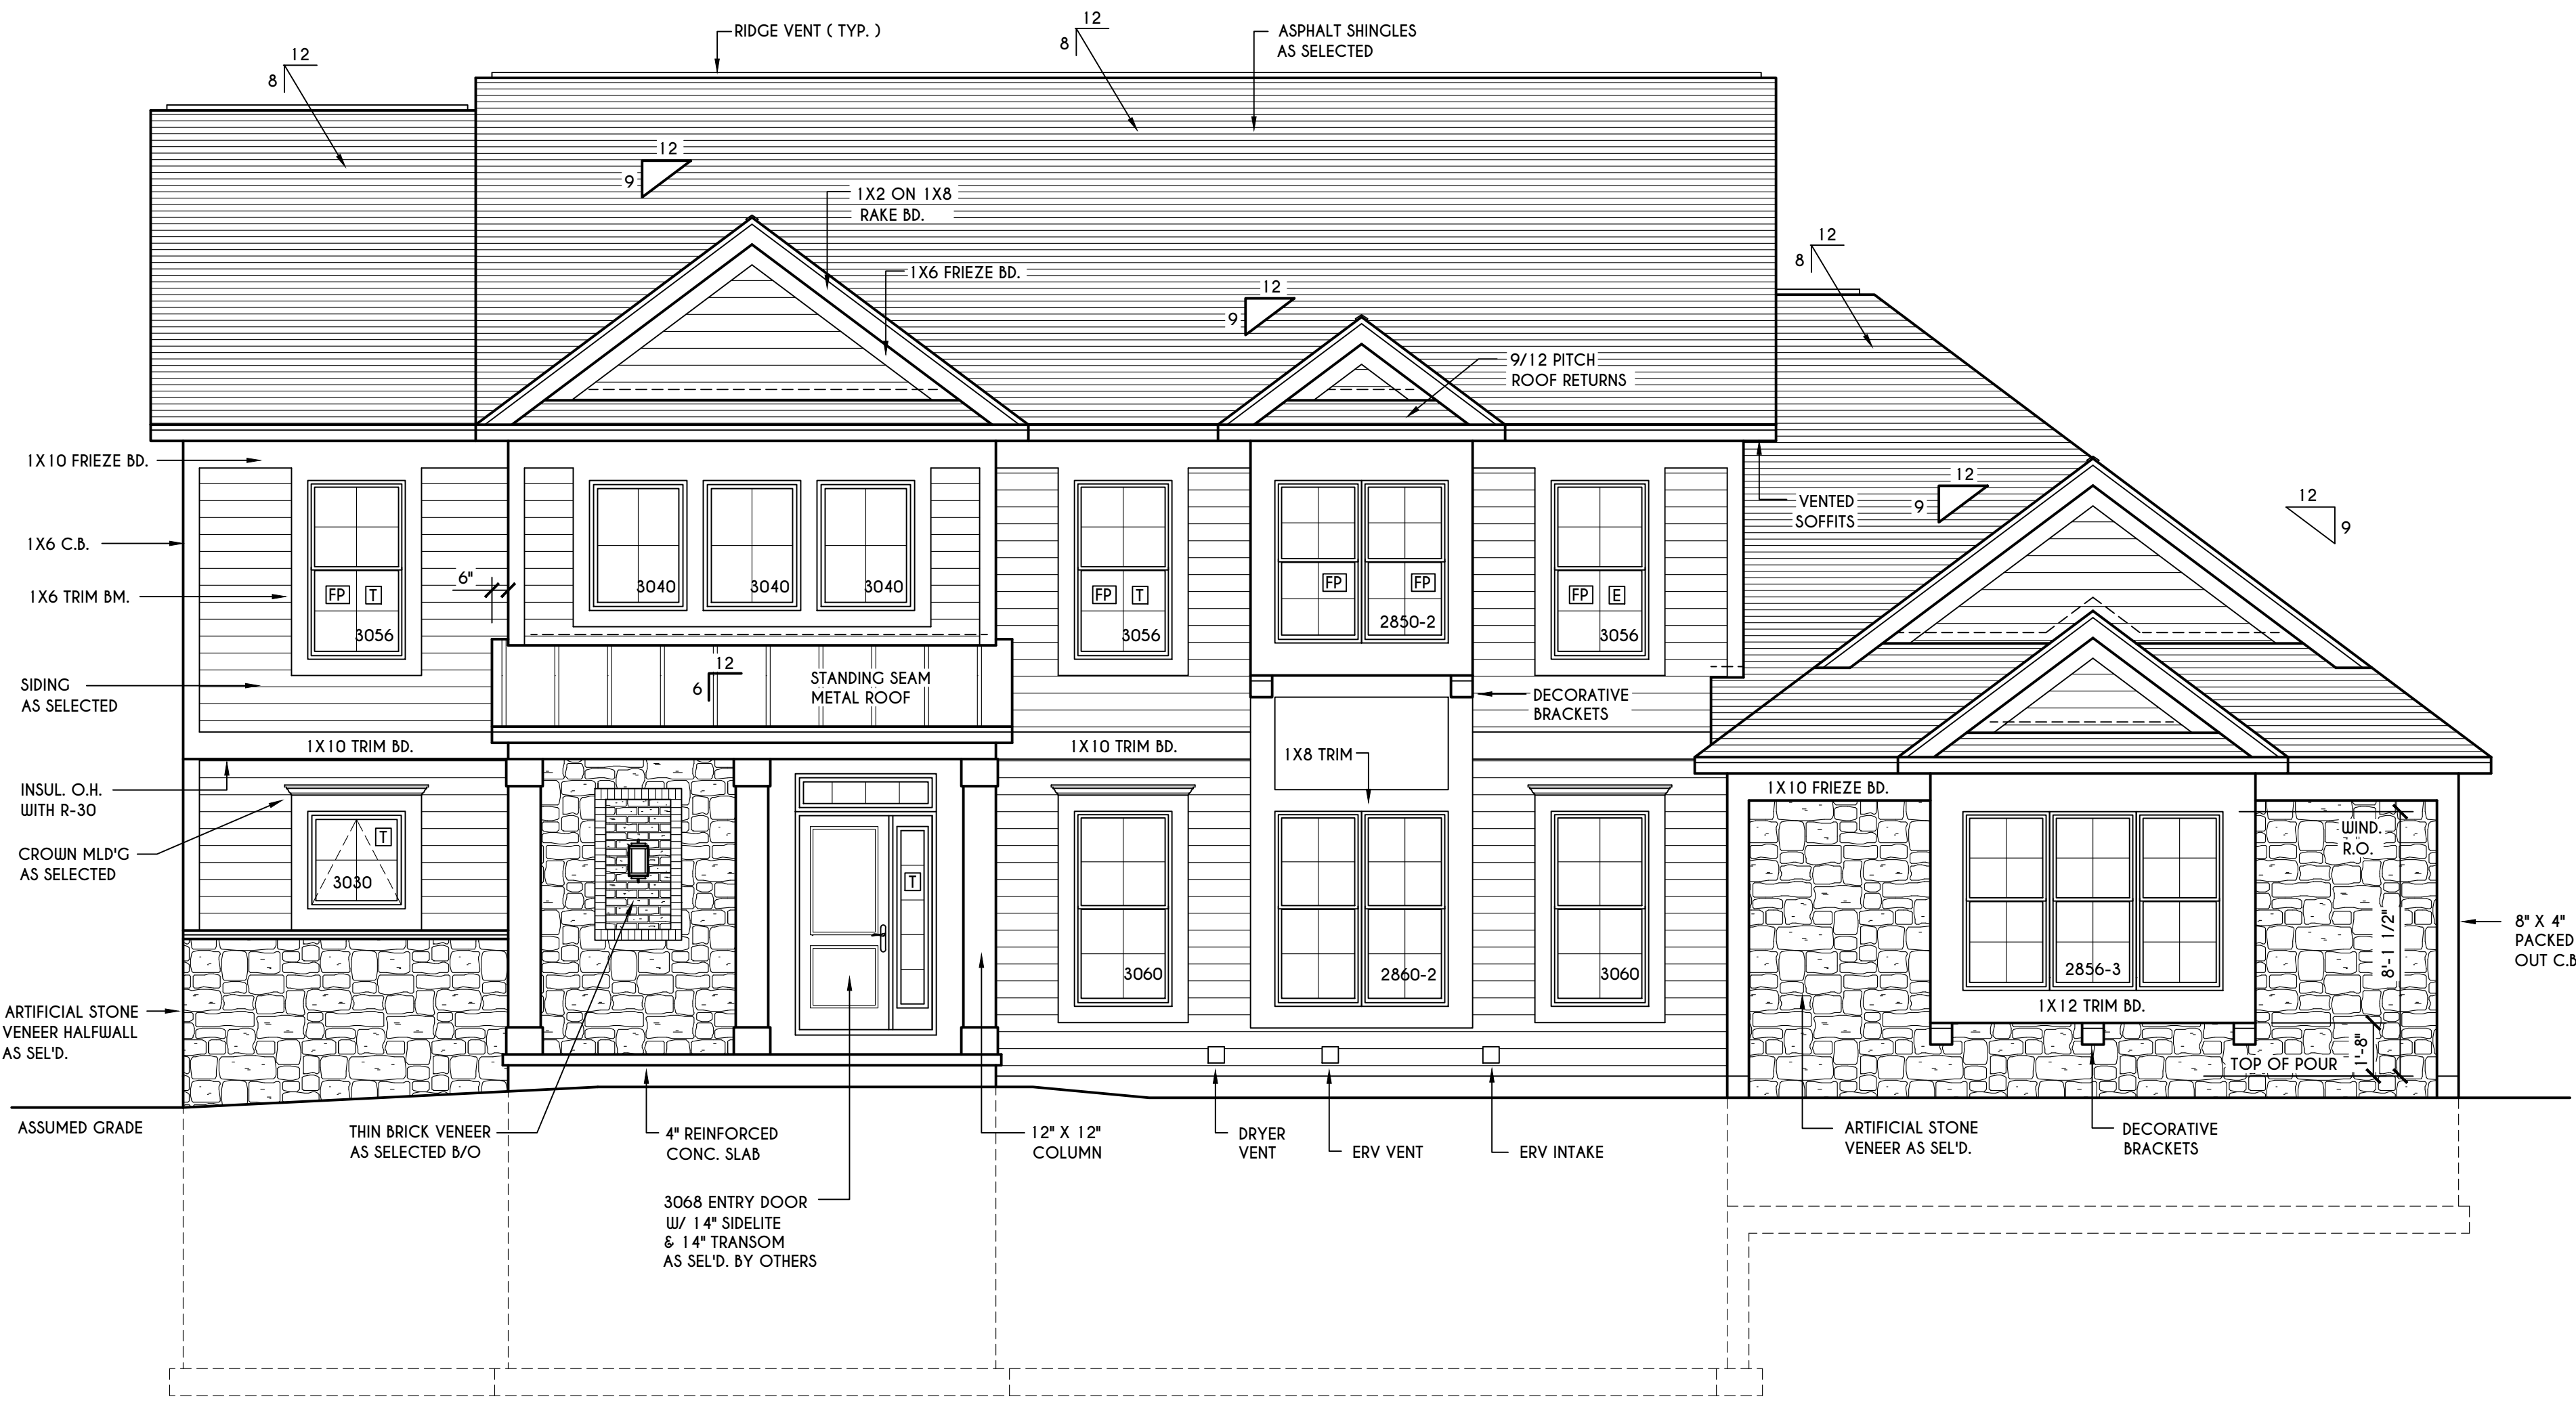 RIDGE VENT ( TYP. )
12
8
ASPHALT SHINGLES
AS SELECTED
12
8
12
9
1X2 ON 1X8
RAKE BD.
1X6 FRIEZE BD.
12
9
12
8
9/12 PITCH
ROOF RETURNS
1X10 FRIEZE BD.
1X6 C.B.
1X6 TRIM BM.
6"
FP
T
3056
3040
3040
3040
FP
T
3056
FP
FP
2850-2
FP
E
3056
VENTED
SOFFITS
12
9
12
9
SIDING
AS SELECTED
12
6
STANDING SEAM
METAL ROOF
DECORATIVE
BRACKETS
1X10 TRIM BD.
1X10 TRIM BD.
1X8 TRIM
INSUL. O.H.
WITH R-30
1X10 FRIEZE BD.
CROWN MLD'G
AS SELECTED
T
3030
T
WIND.
R.O.
8'-1 1/2"
8" X 4"
PACKED
OUT C.B
3060
2860-2
3060
2856-3
1X12 TRIM BD.
ARTIFICIAL STONE
VENEER HALFWALL
AS SEL'D.
TOP OF POUR
1'-8"
ASSUMED GRADE
THIN BRICK VENEER
AS SELECTED B/O
4" REINFORCED
CONC. SLAB
12" X 12"
COLUMN
DRYER
VENT
ERV VENT
ERV INTAKE
ARTIFICIAL STONE
VENEER AS SEL'D.
DECORATIVE
BRACKETS
3068 ENTRY DOOR
W/ 14" SIDELITE
& 14" TRANSOM
AS SEL'D. BY OTHERS